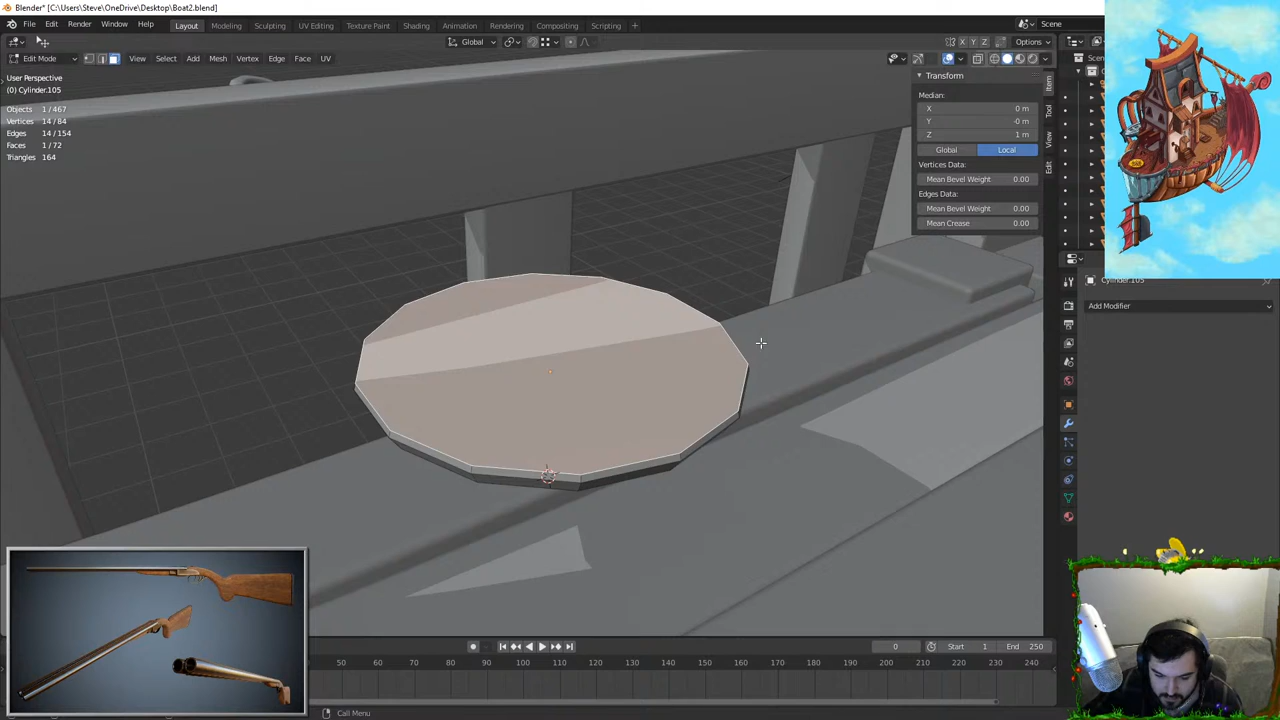 Blender* [C:\Users\Steve\OneDrive\Desktop\Boat2.blend]
File Edit Render Window Help Layout Modeling Sculpting UV Editing Texture Paint Shading Animation Rendering Compositing Scripting + Scene
Global X Y Z Options
Edit Mode View Select Add Mesh Vertex Edge Face UV
User Perspective
(0) Cylinder.105
Objects 1/467
Vertices 14/84
Edges 14/154
Faces 1/72
Triangles 164
Transform
Median:
X 0 m
Y -0 m
Z 1 m
Global Local
Vertices Data:
Mean Bevel Weight 0.00
Edges Data:
Mean Bevel Weight 0.00
Mean Crease 0.00
Item
Tool
View
Edit
Cylinder.105
Add Modifier
0 Start 1 End 250
50 60 70 80 90 100 110 120 130 140 150 160 170 180 190 200 210 220 230 240
Call Menu